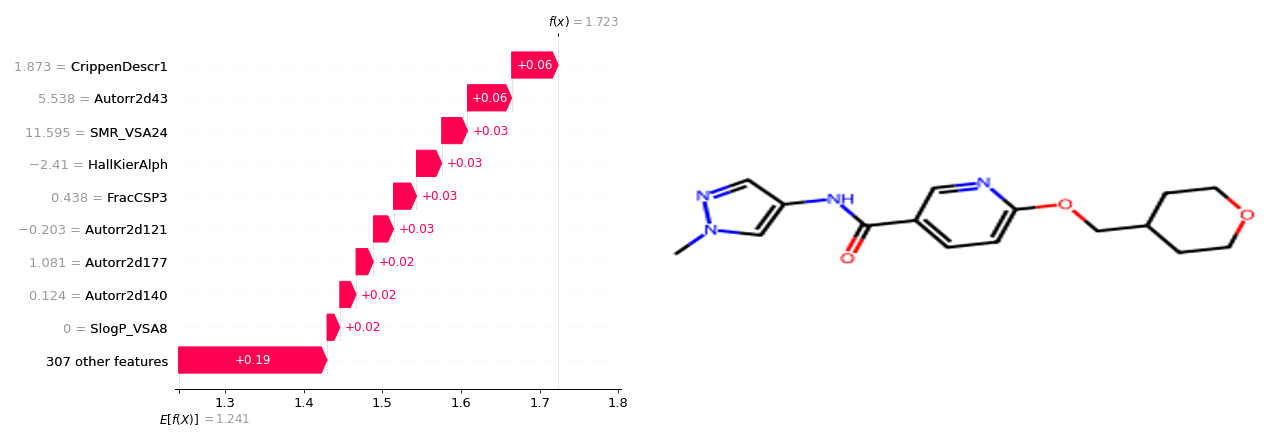 f(x) = 1.723
1.873 = CrippenDescr1 +0.06
5.538 = Autorr2d43 +0.06
11.595 = SMR_VSA24 +0.03
−2.41 = HallKierAlph +0.03
0.438 = FracCSP3 +0.03
−0.203 = Autorr2d121 +0.03
1.081 = Autorr2d177 +0.02
0.124 = Autorr2d140 +0.02
0 = SlogP_VSA8 +0.02
307 other features +0.19
1.3 1.4 1.5 1.6 1.7 1.8
E[f(X)] = 1.241
N
N
NH
O
N
O
O